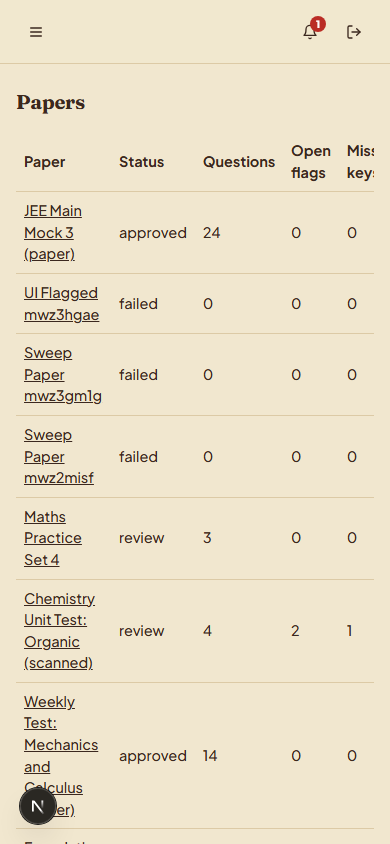 1
Papers
Paper Status Questions Open flags Miss keys
JEE Main Mock 3 (paper) approved 24 0 0
UI Flagged mwz3hgae failed 0 0 0
Sweep Paper mwz3gm1g failed 0 0 0
Sweep Paper mwz2misf failed 0 0 0
Maths Practice Set 4 review 3 0 0
Chemistry Unit Test: Organic (scanned) review 4 2 1
Weekly Test: Mechanics and Calculus approved 14 0 0
N